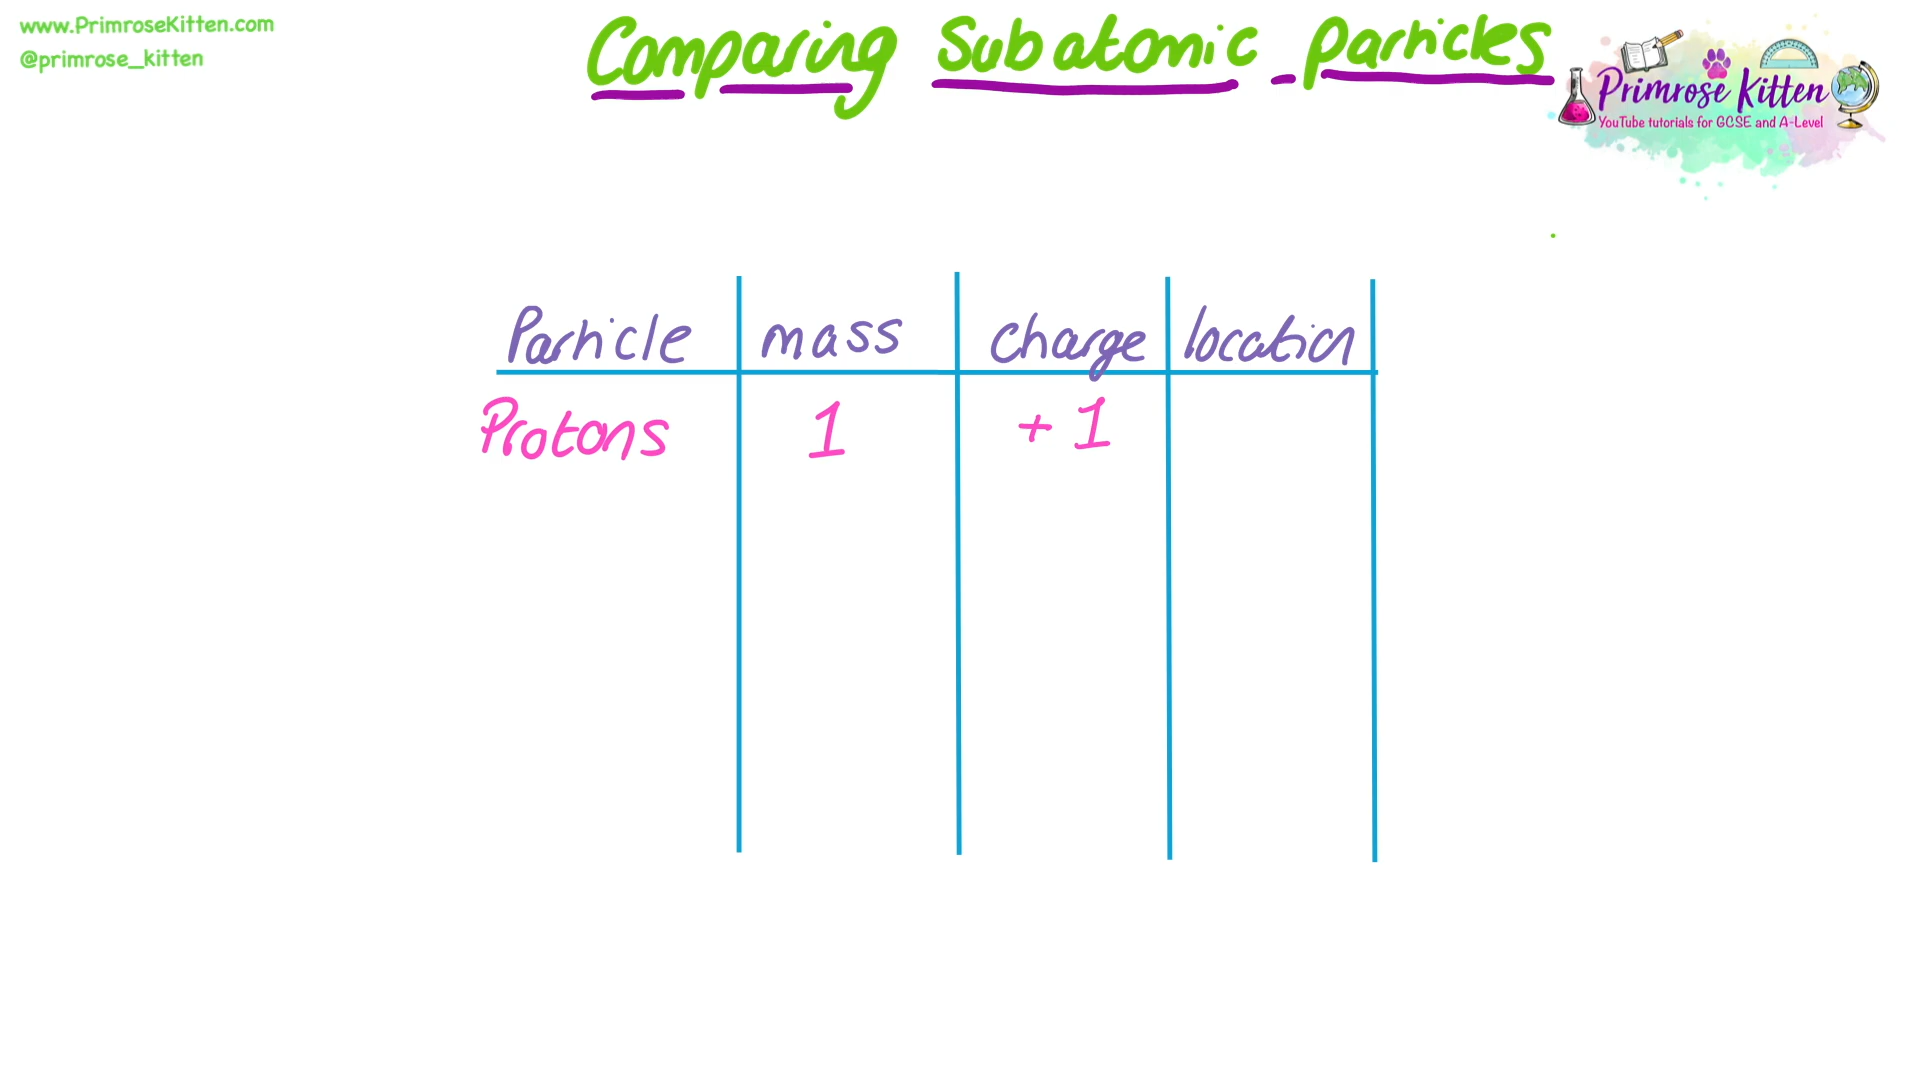 www.PrimroseKitten.com
@primrose_kitten
Comparing Subatomic Particles
Primrose Kitten
YouTube tutorials for GCSE and A-Level
Particle mass charge location
Protons 1 +1